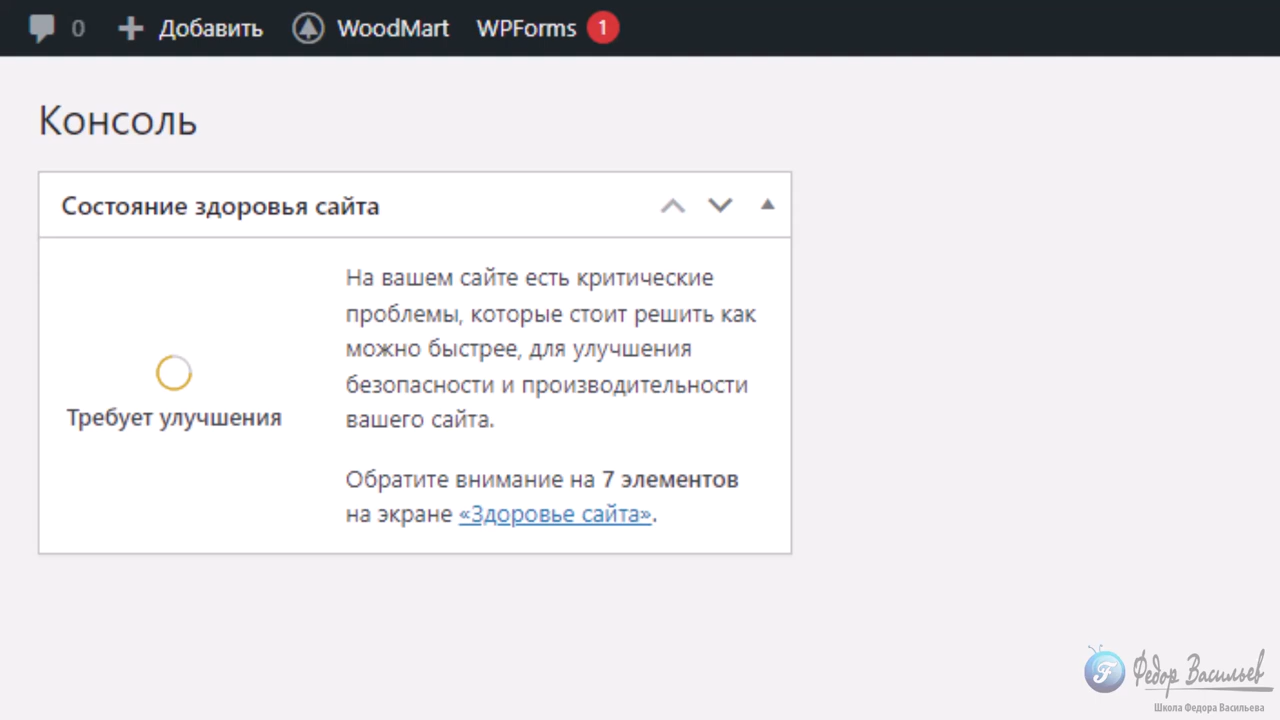 0 Добавить WoodMart WPForms 1
Консоль
Состояние здоровья сайта
На вашем сайте есть критические
проблемы, которые стоит решить как
можно быстрее, для улучшения
безопасности и производительности
вашего сайта.
Требует улучшения
Обратите внимание на 7 элементов
на экране «Здоровье сайта».
F Федор Васильев
Школа Федора Васильева